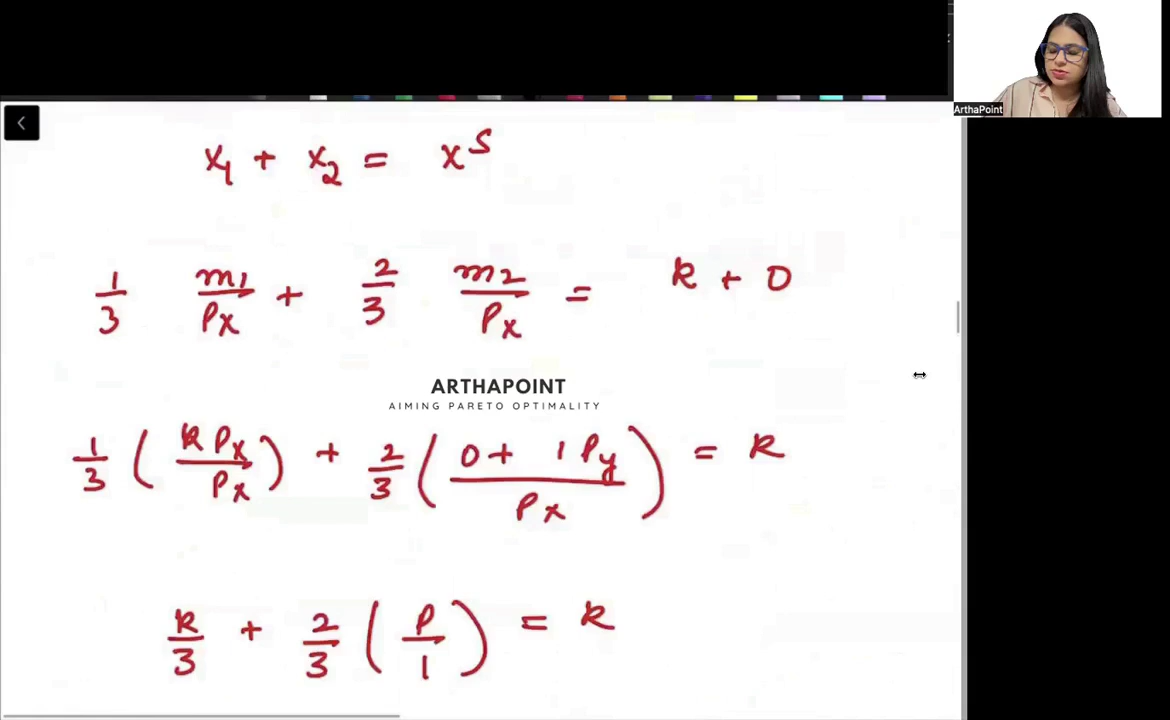 ArthaPoint
x₁ + x₂ = xˢ
1/3 m₁/Px + 2/3 m₂/Px = k + 0
ARTHAPOINT
AIMING PARETO OPTIMALITY
1/3 (k Px/Px) + 2/3 ((0 + 1 Py)/Px) = k
k/3 + 2/3 (P/1) = k